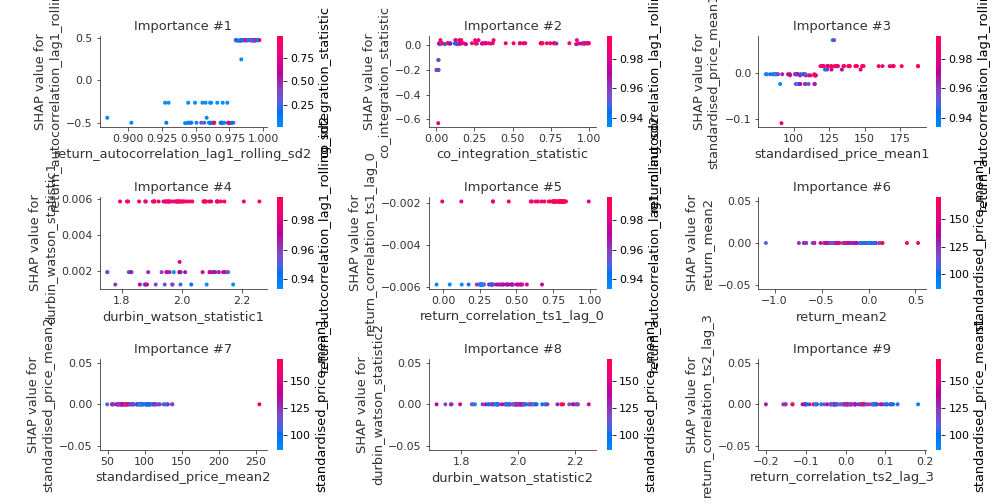 Importance #1
SHAP value for
return_autocorrelation_lag1_rolling_sd2
0.5
0.0
−0.5
0.900
0.925
0.950
0.975
1.000
return_autocorrelation_lag1_rolling_sd2
0.75
0.50
0.25
co_integration_statistic
Importance #2
SHAP value for
co_integration_statistic
0.0
−0.2
−0.4
−0.6
0.0
0.2
0.4
0.6
0.8
1.0
co_integration_statistic
0.98
0.96
0.94
return_autocorrelation_lag1_rolling_sd2
Importance #3
SHAP value for
standardised_price_mean1
0.0
−0.1
100
125
150
175
standardised_price_mean1
0.98
0.96
0.94
return_autocorrelation_lag1_rolling_sd2
Importance #4
SHAP value for
durbin_watson_statistic1
0.006
0.004
0.002
1.8
2.0
2.2
durbin_watson_statistic1
0.98
0.96
0.94
return_autocorrelation_lag1_rolling_sd2
Importance #5
SHAP value for
return_correlation_ts1_lag_0
−0.002
−0.004
−0.006
0.00
0.25
0.50
0.75
1.00
return_correlation_ts1_lag_0
0.98
0.96
0.94
return_autocorrelation_lag1_rolling_sd2
Importance #6
SHAP value for
return_mean2
0.05
0.00
−0.05
−1.0
−0.5
0.0
0.5
return_mean2
150
125
100
standardised_price_mean1
Importance #7
SHAP value for
standardised_price_mean2
0.05
0.00
−0.05
50
100
150
200
250
standardised_price_mean2
150
125
100
standardised_price_mean1
Importance #8
SHAP value for
durbin_watson_statistic2
0.05
0.00
−0.05
1.8
2.0
2.2
durbin_watson_statistic2
150
125
100
standardised_price_mean1
Importance #9
SHAP value for
return_correlation_ts2_lag_3
0.05
0.00
−0.05
−0.2
−0.1
0.0
0.1
0.2
return_correlation_ts2_lag_3
150
125
100
standardised_price_mean1